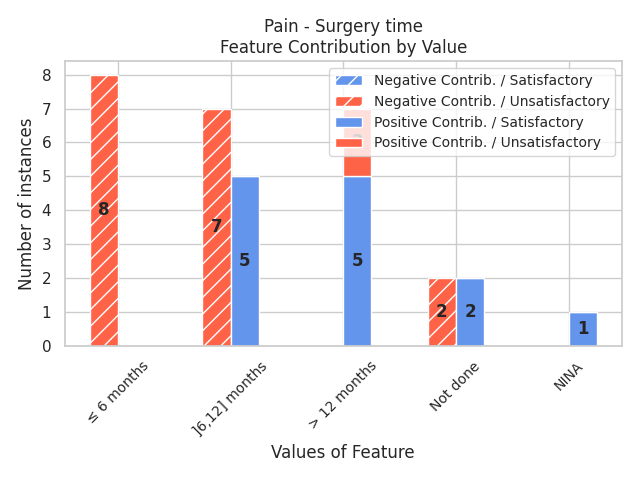 Pain - Surgery time
Feature Contribution by Value
Negative Contrib. / Satisfactory
Negative Contrib. / Unsatisfactory
Positive Contrib. / Satisfactory
Positive Contrib. / Unsatisfactory
Number of instances
8
7
6
5
4
3
2
1
0
8
7
5
5
2
2
1
≤ 6 months
]6,12] months
> 12 months
Not done
NINA
Values of Feature